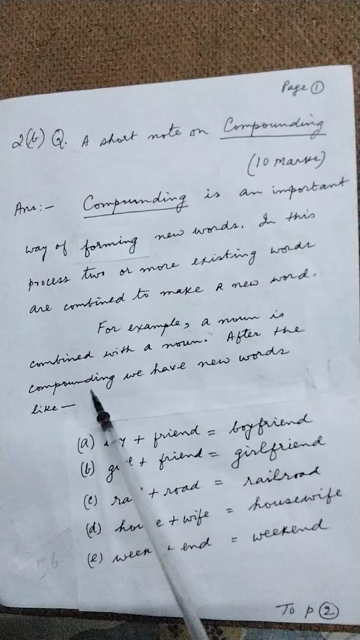 Page ①
2(b) Q. A short note on Compounding
(10 Marks)
Ans:- Compounding is an important
way of forming new words. In this
process two or more existing words
are combined to make a new word.
For example, a noun is
combined with a noun. After the
compounding we have new words
like—
(a) + friend = boyfriend
(b) + friend = girlfriend
(c) + road = railroad
(d) + wife = housewife
(e) week + end = weekend
To p ②